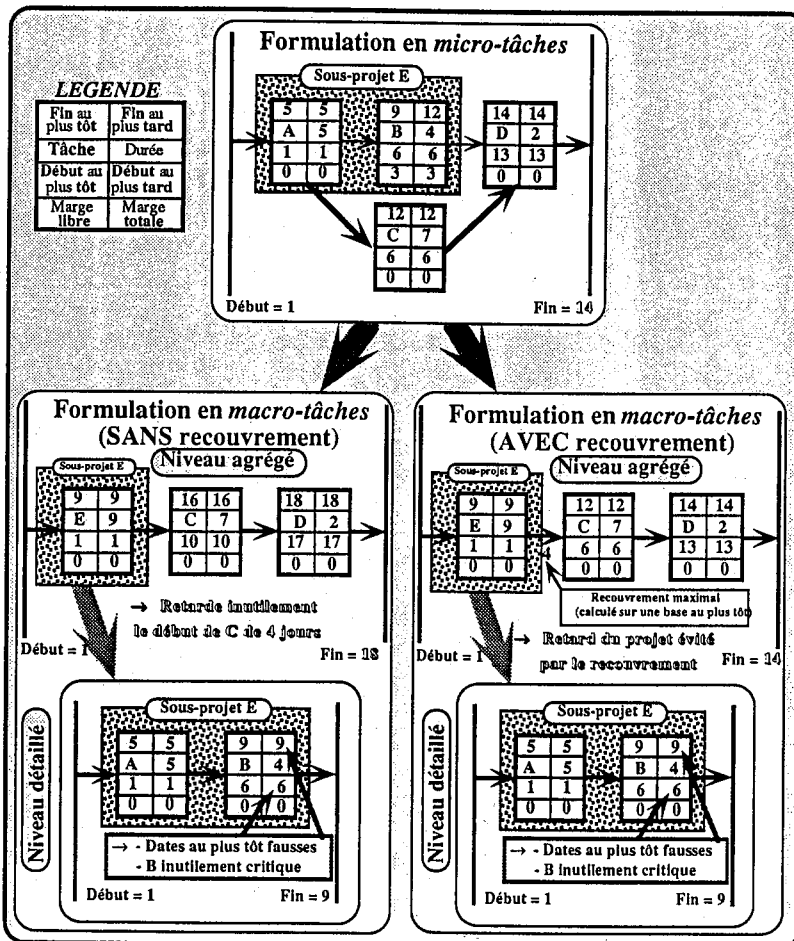 Formulation en micro-tâches
Sous-projet E
LEGENDE
Fin au plus tôt
Fin au plus tard
Tâche
Durée
Début au plus tôt
Début au plus tard
Marge libre
Marge totale
5 5
A 5
1 1
0 0
9 12
B 4
6 6
3 3
14 14
D 2
13 13
0 0
12 12
C 7
6 6
0 0
Début = 1
Fin = 14
Formulation en macro-tâches
(SANS recouvrement)
Niveau agrégé
Sous-projet E
9 9
E 9
1 1
0 0
16 16
C 7
10 10
0 0
18 18
D 2
17 17
0 0
→ Retarde inutilement
le début de C de 4 jours
Début = 1
Fin = 18
Niveau détaillé
Sous-projet E
5 5
A 5
1 1
0 0
9 9
B 4
6 6
0 0
→ - Dates au plus tôt fausses
- B inutilement critique
Début = 1
Fin = 9
Formulation en macro-tâches
(AVEC recouvrement)
Niveau agrégé
Sous-projet E
9 9
E 9
1 1
0 0
4
12 12
C 7
6 6
0 0
14 14
D 2
13 13
0 0
Recouvrement maximal
(calculé sur une base au plus tôt)
→ Retard du projet évité
par le recouvrement
Début = 1
Fin = 14
Niveau détaillé
Sous-projet E
5 5
A 5
1 1
0 0
9 9
B 4
6 6
0 0
→ - Dates au plus tôt fausses
- B inutilement critique
Début = 1
Fin = 9